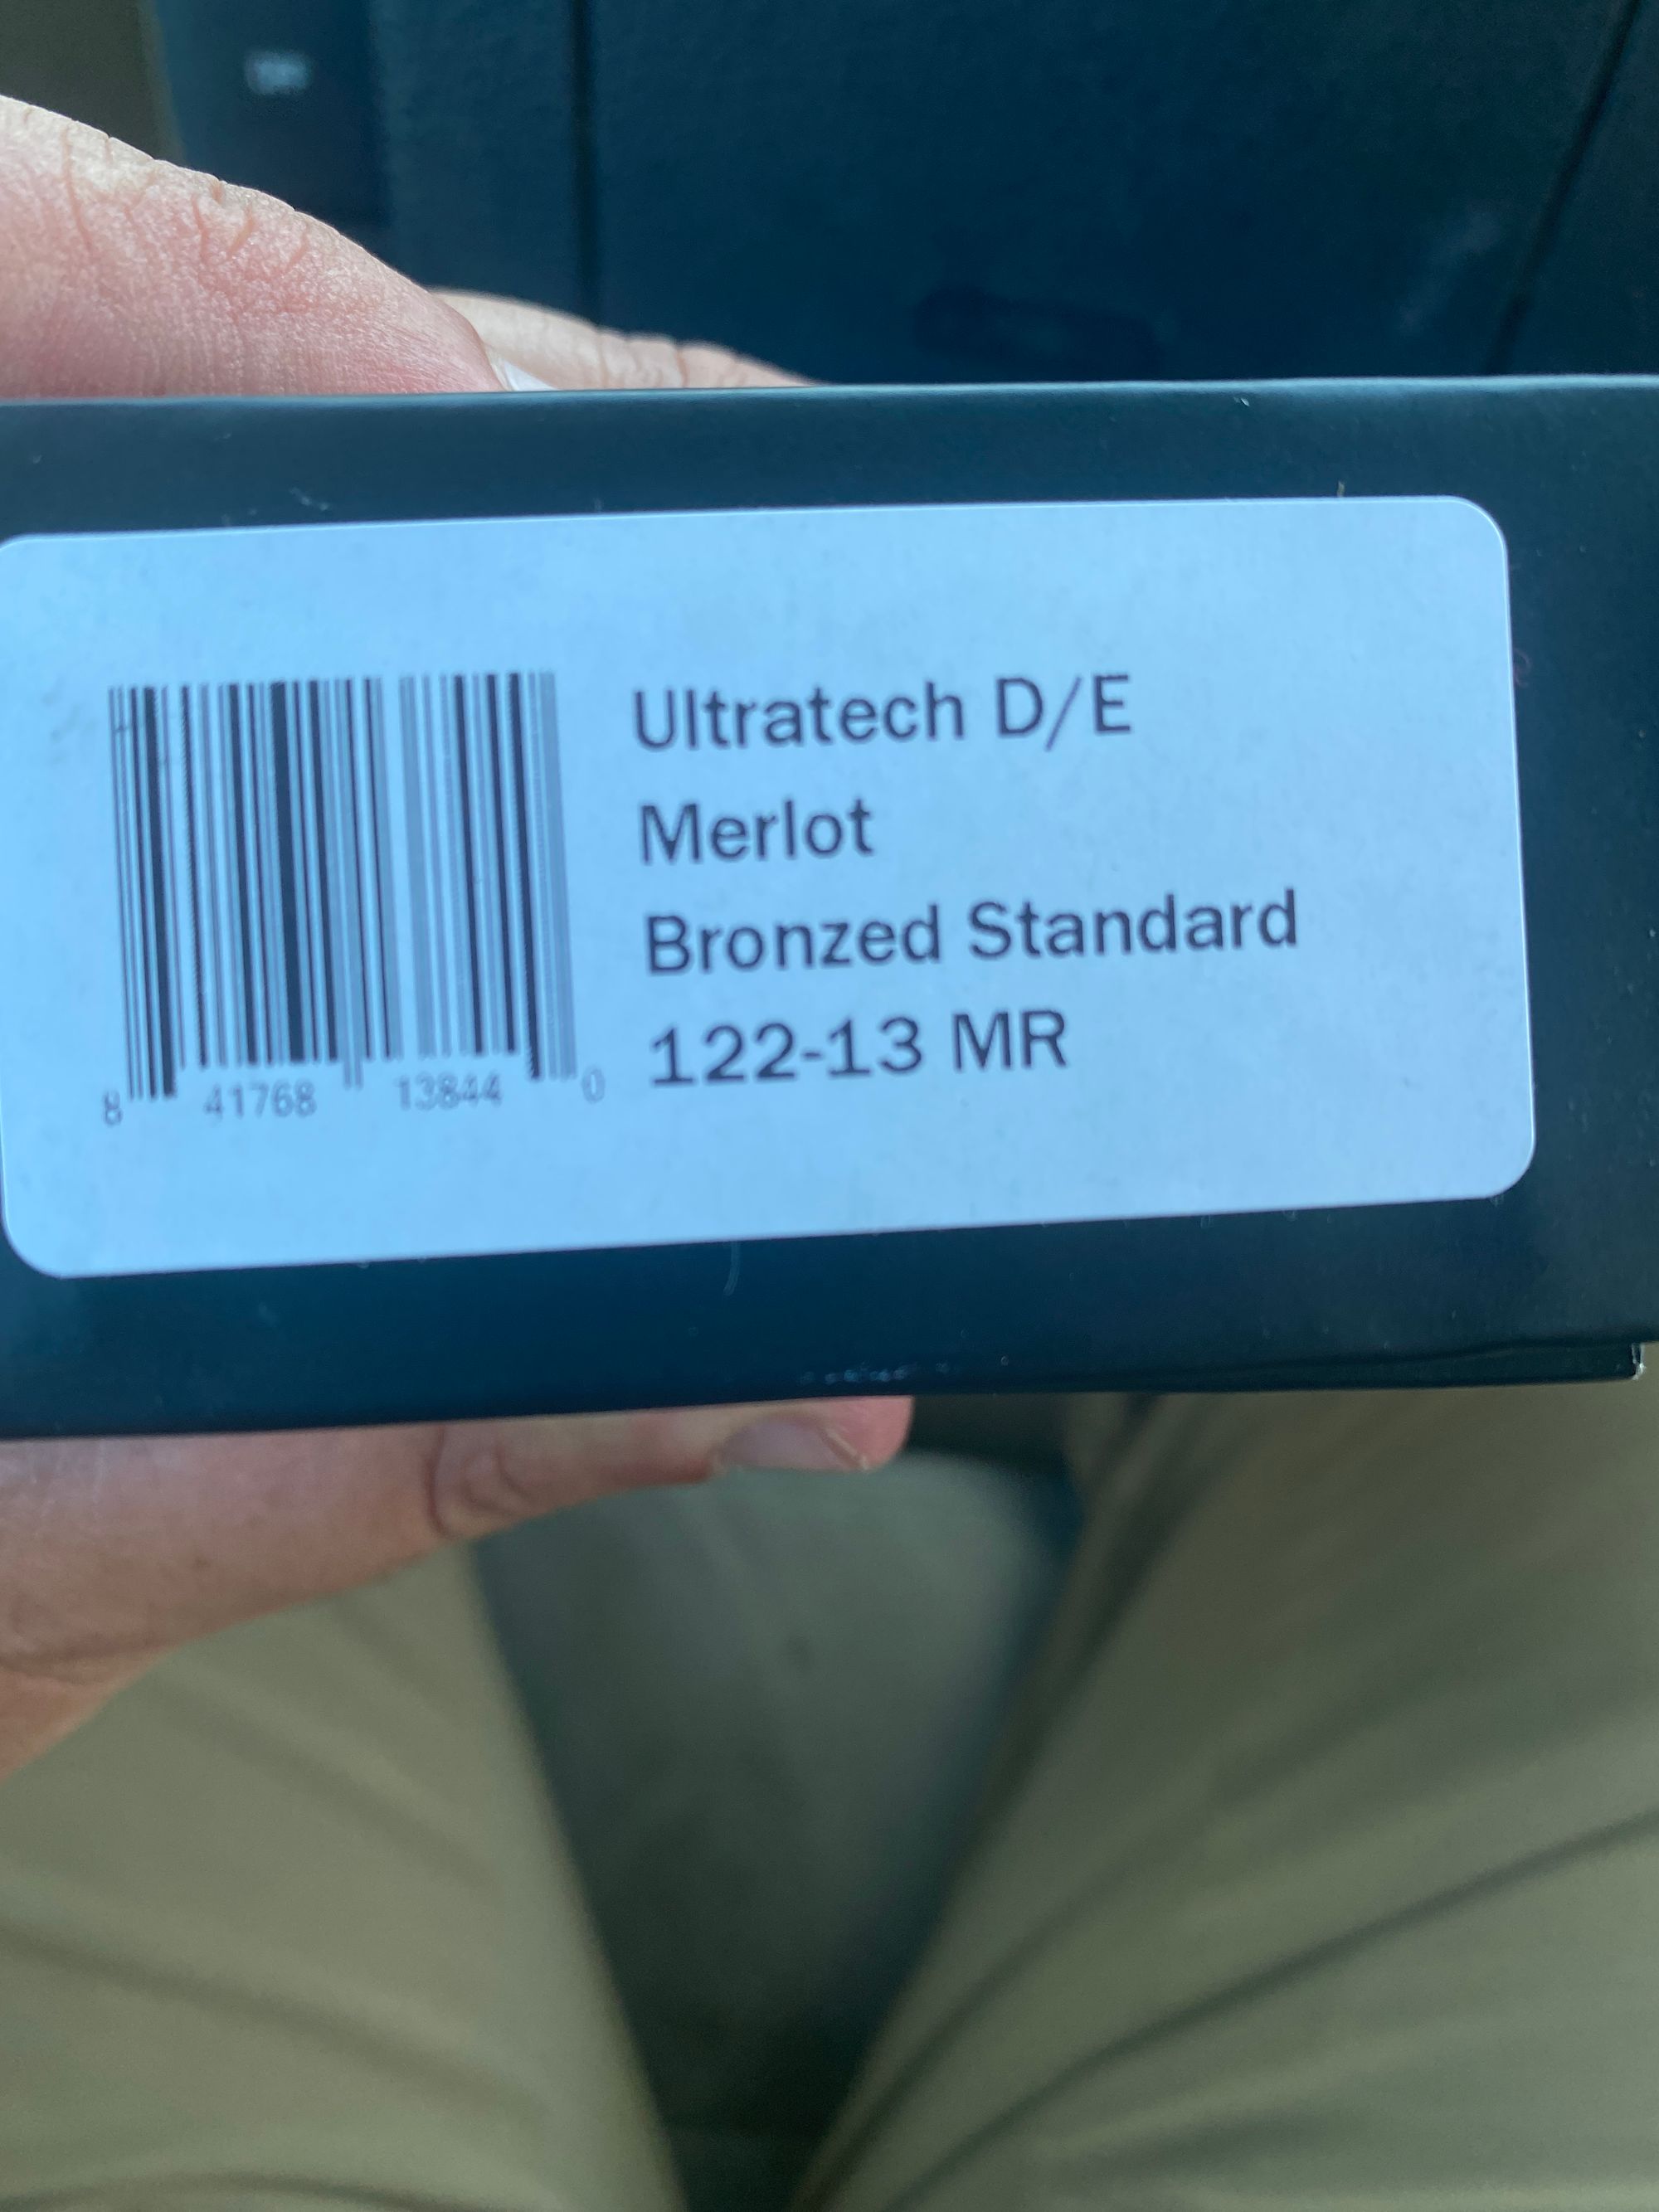 Ultratech D/E
Merlot
Bronzed Standard
122-13 MR
8 41768 13844 0